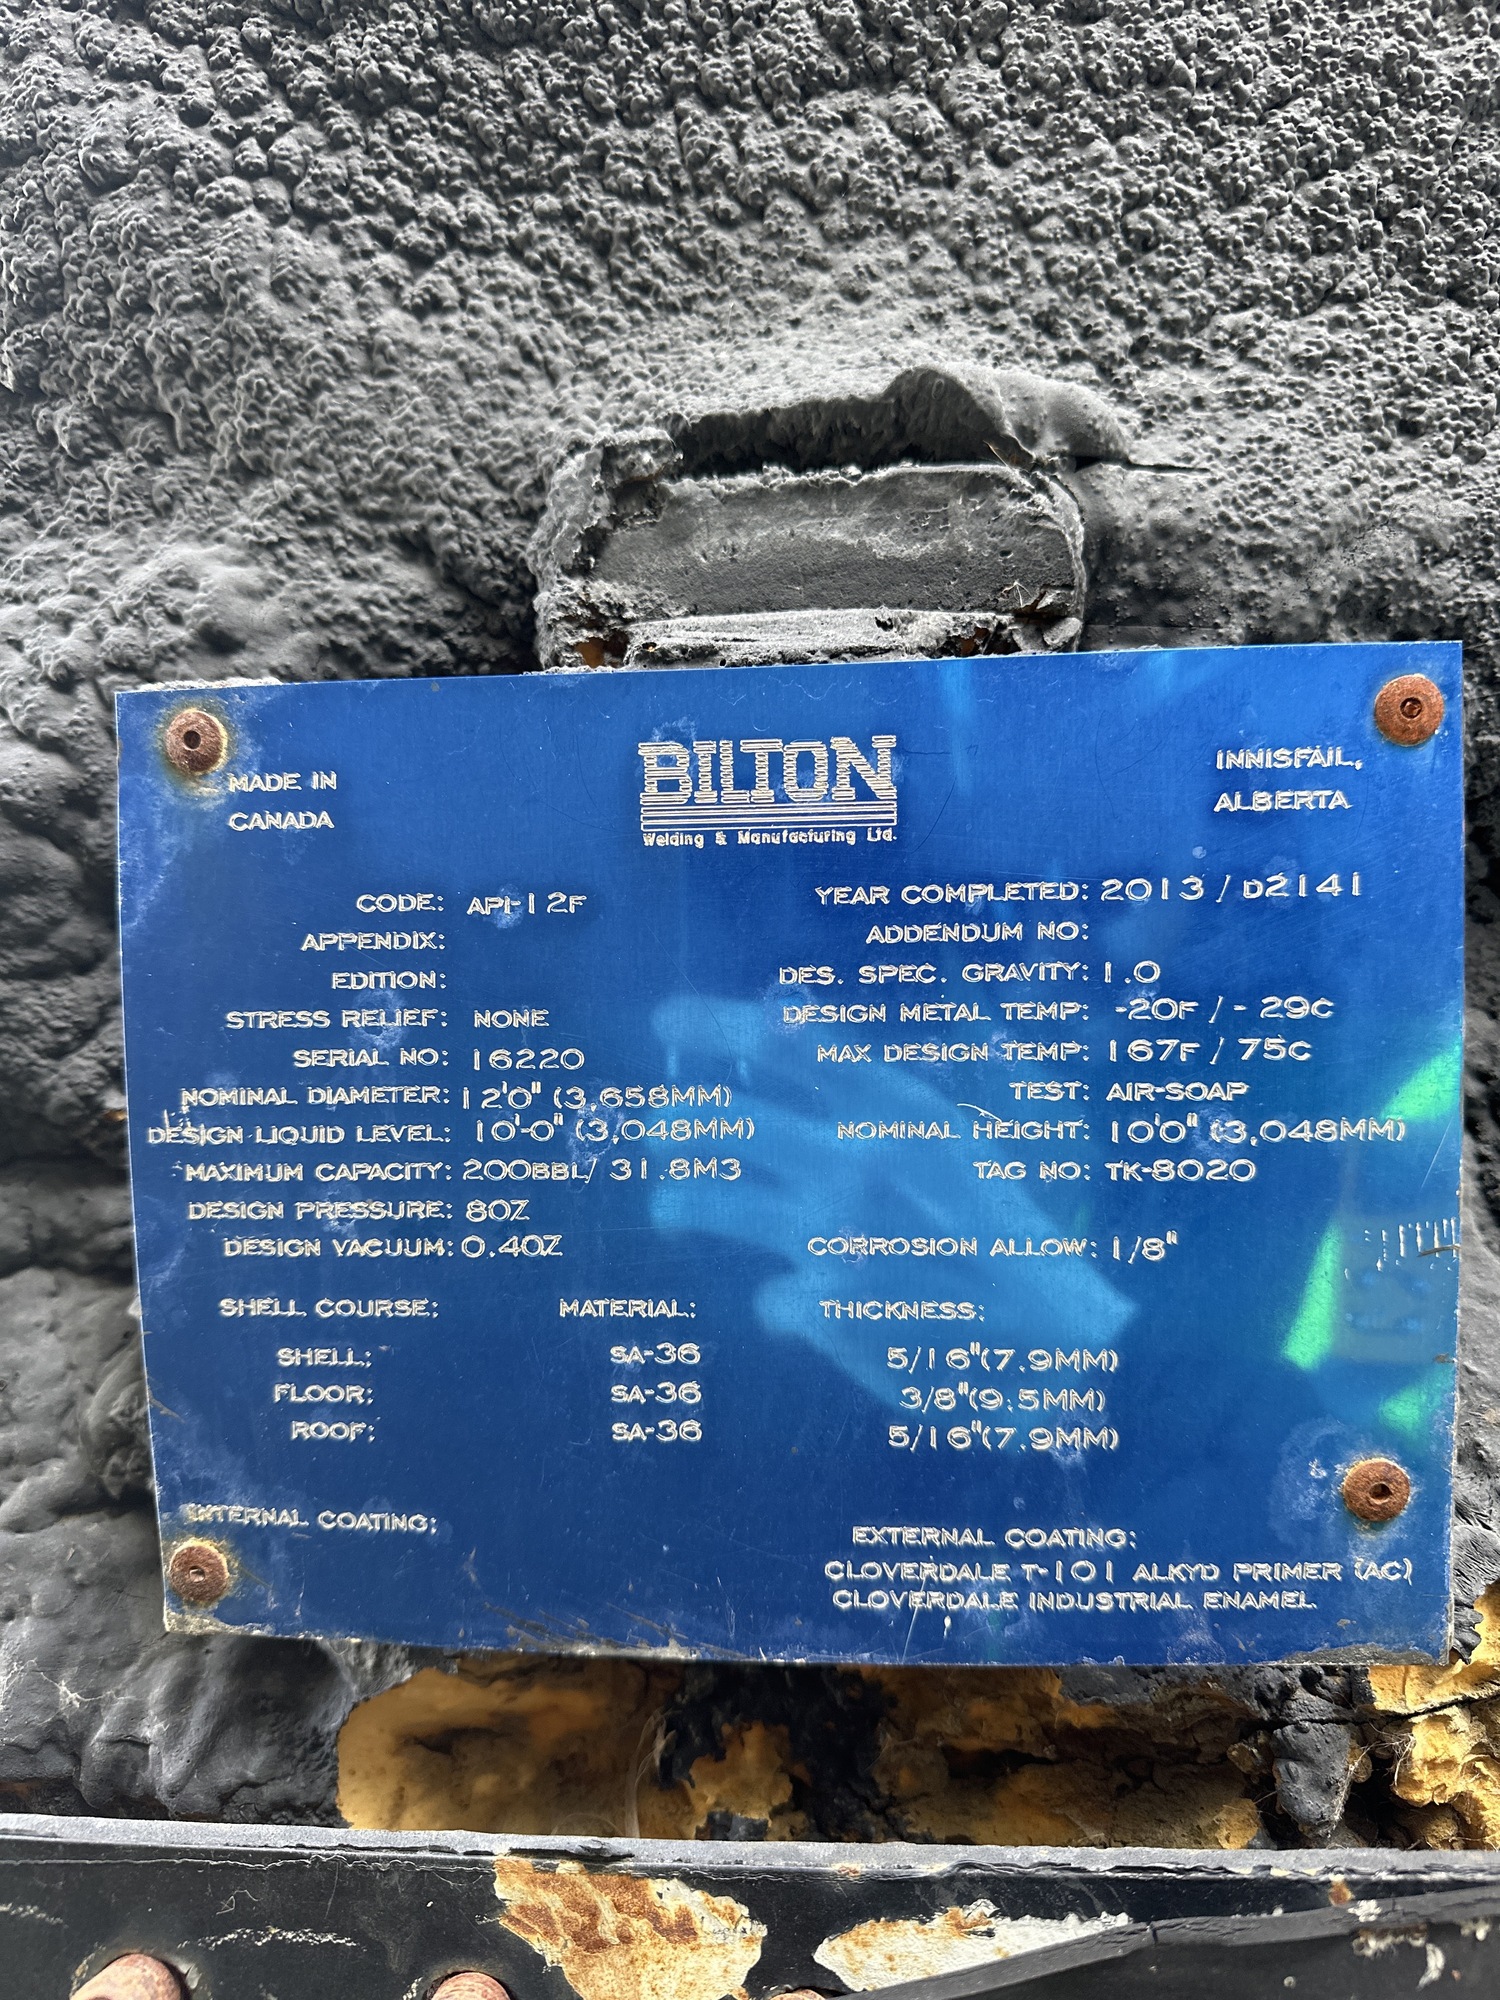 MADE IN
CANADA
BILTON
Welding & Manufacturing Ltd.
INNISFAIL,
ALBERTA
CODE: API-12F
YEAR COMPLETED: 2013 / D2141
APPENDIX:
ADDENDUM NO:
EDITION:
DES. SPEC. GRAVITY: 1.0
STRESS RELIEF: NONE
DESIGN METAL TEMP: -20F / - 29C
SERIAL NO: 16220
MAX DESIGN TEMP: 167F / 75C
NOMINAL DIAMETER: 12'0" (3,658MM)
TEST: AIR-SOAP
DESIGN LIQUID LEVEL: 10'-0" (3,048MM)
NOMINAL HEIGHT: 10'0" (3,048MM)
MAXIMUM CAPACITY: 200BBL/ 31.8M3
TAG NO: TK-8020
DESIGN PRESSURE: 8OZ
DESIGN VACUUM: 0.4OZ
CORROSION ALLOW: 1/8"
SHELL COURSE: MATERIAL: THICKNESS:
SHELL: SA-36 5/16"(7.9MM)
FLOOR: SA-36 3/8"(9.5MM)
ROOF: SA-36 5/16"(7.9MM)
INTERNAL COATING:
EXTERNAL COATING:
CLOVERDALE T-101 ALKYD PRIMER (AC)
CLOVERDALE INDUSTRIAL ENAMEL